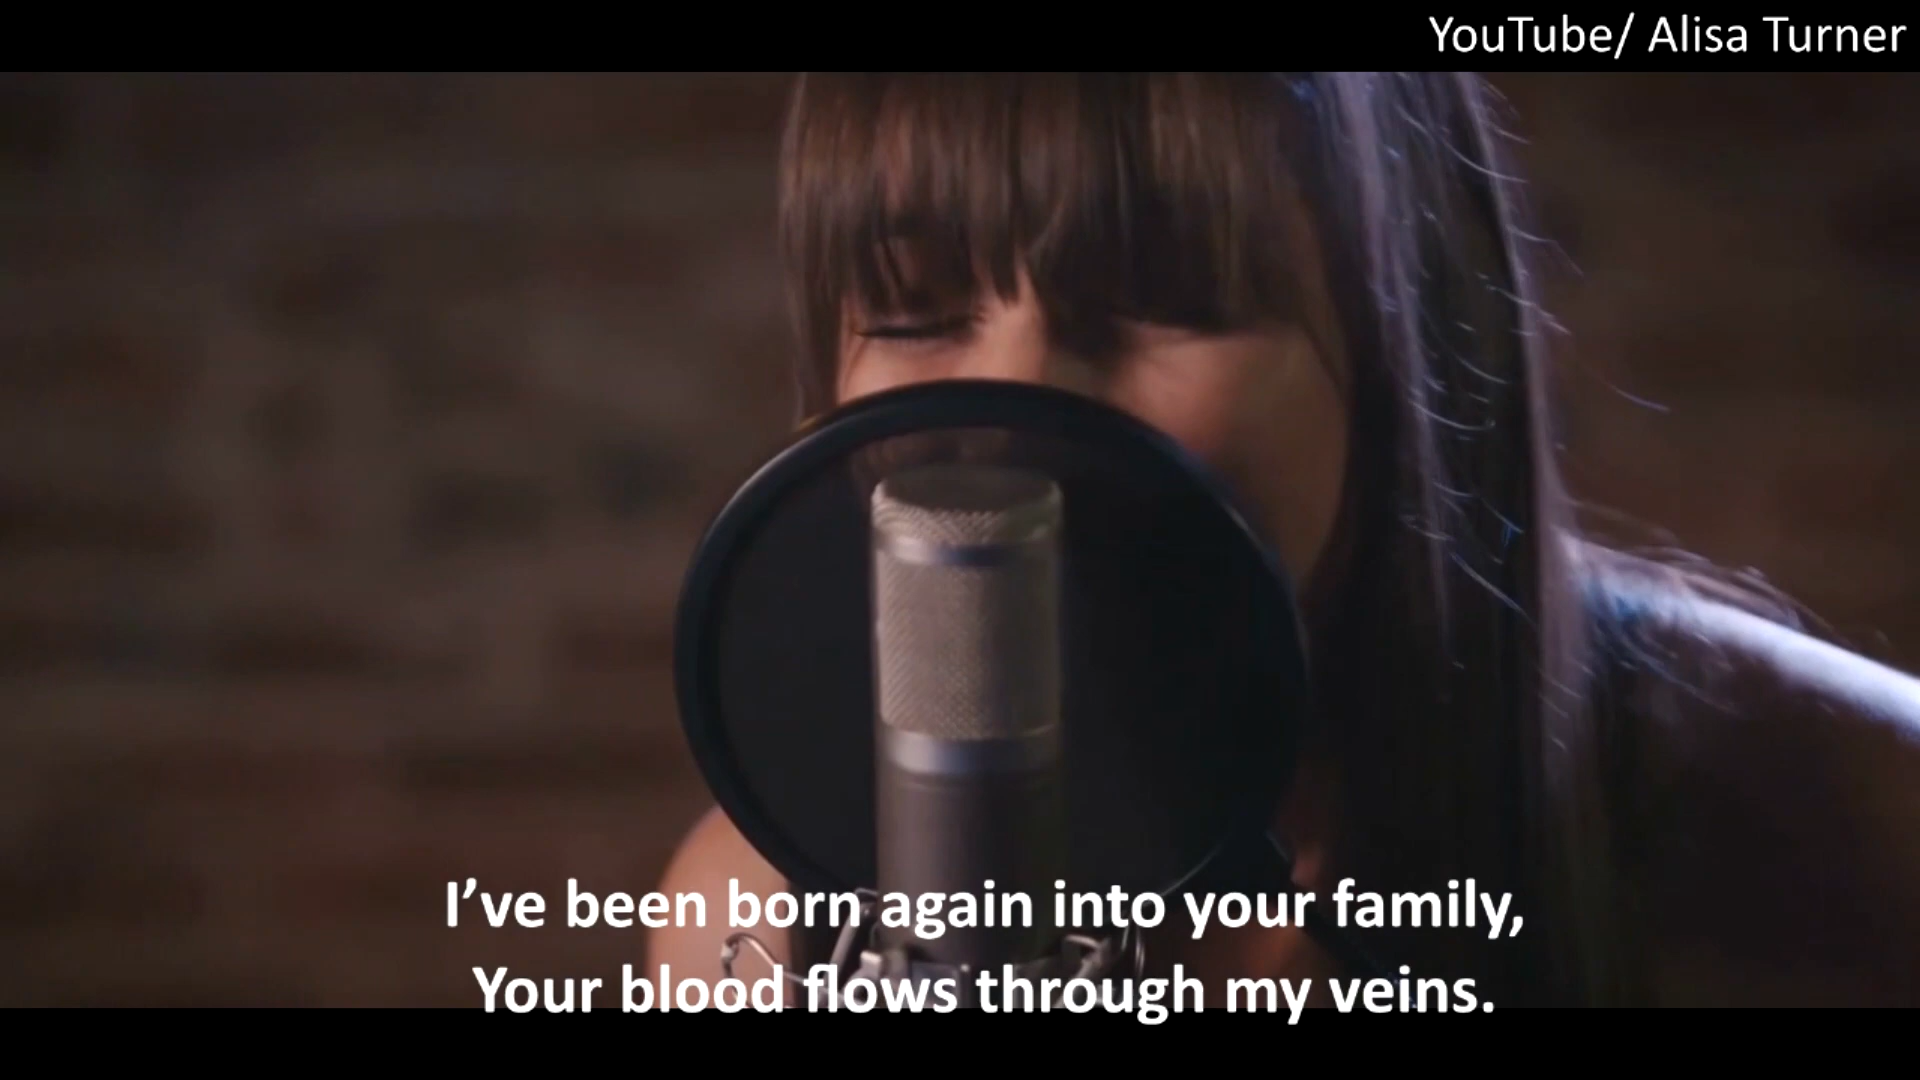 YouTube/ Alisa Turner
I’ve been born again into your family,
Your blood flows through my veins.